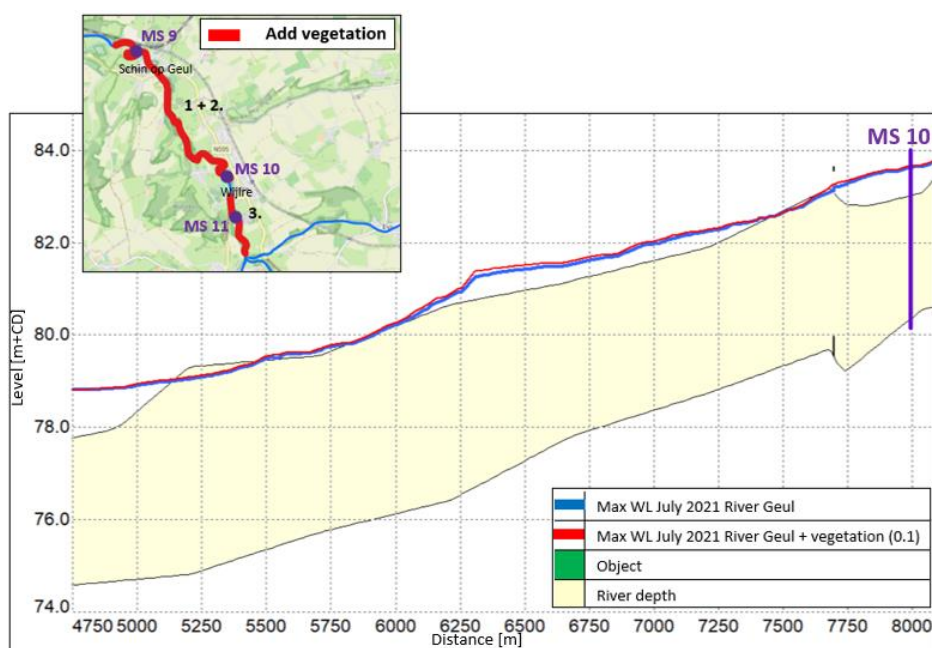 MS 9
Add vegetation
Schin op Geul
1 + 2.
MS 10
Wijlre
MS 11
3.
MS 10
84.0
82.0
80.0
78.0
76.0
74.0
Level [m+CD]
4750 5000 5250 5500 5750 6000 6250 6500 6750 7000 7250 7500 7750 8000
Distance [m]
Max WL July 2021 River Geul
Max WL July 2021 River Geul + vegetation (0.1)
Object
River depth